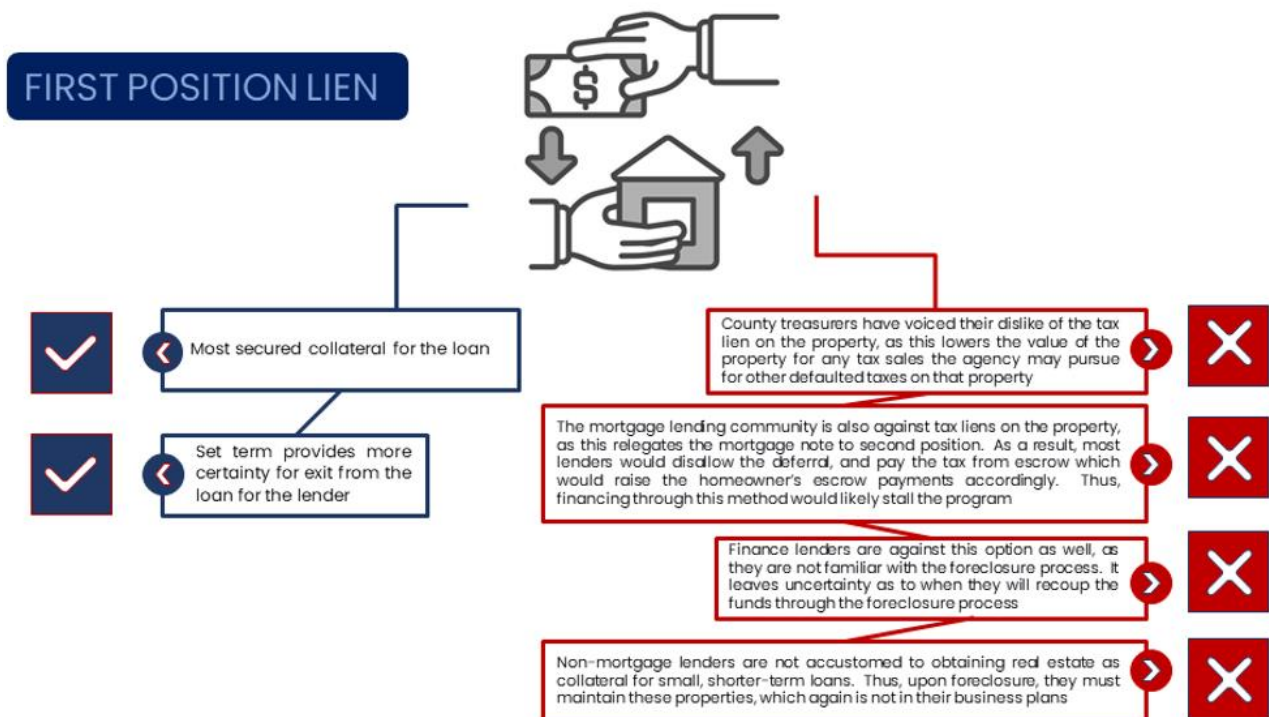 FIRST POSITION LIEN
$
Most secured collateral for the loan
Set term provides more
certainty for exit from the
loan for the lender
County treasurers have voiced their dislike of the tax
lien on the property, as this lowers the value of the
property for any tax sales the agency may pursue
for other defaulted taxes on that property
The mortgage lending community is also against tax liens on the property,
as this relegates the mortgage note to second position. As a result, most
lenders would disallow the deferral, and pay the tax from escrow which
would raise the homeowner's escrow payments accordingly. Thus,
financing through this method would likely stall the program
Finance lenders are against this option as well, as
they are not familiar with the foreclosure process. It
leaves uncertainty as to when they will recoup the
funds through the foreclosure process
Non-mortgage lenders are not accustomed to obtaining real estate as
collateral for small, shorter-term loans. Thus, upon foreclosure, they must
maintain these properties, which again is not in their business plans